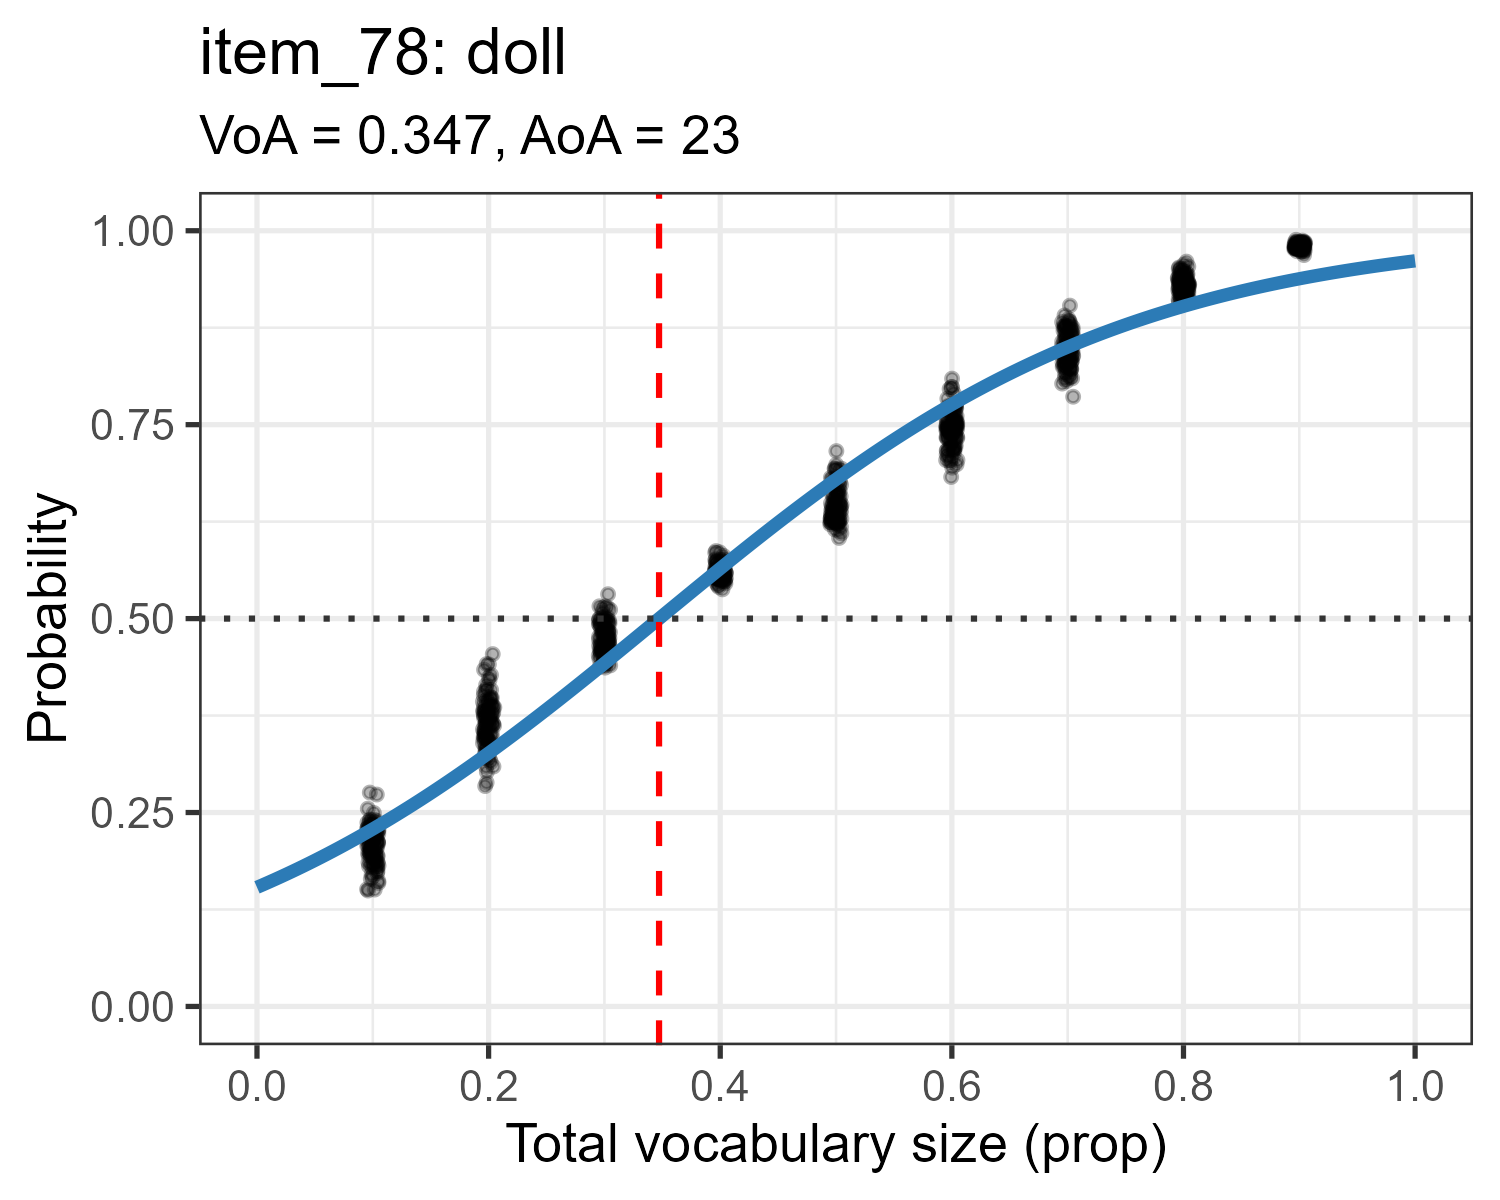 item_78: doll
VoA = 0.347, AoA = 23
1.00
0.75
0.50
0.25
0.00
Probability
0.0 0.2 0.4 0.6 0.8 1.0
Total vocabulary size (prop)